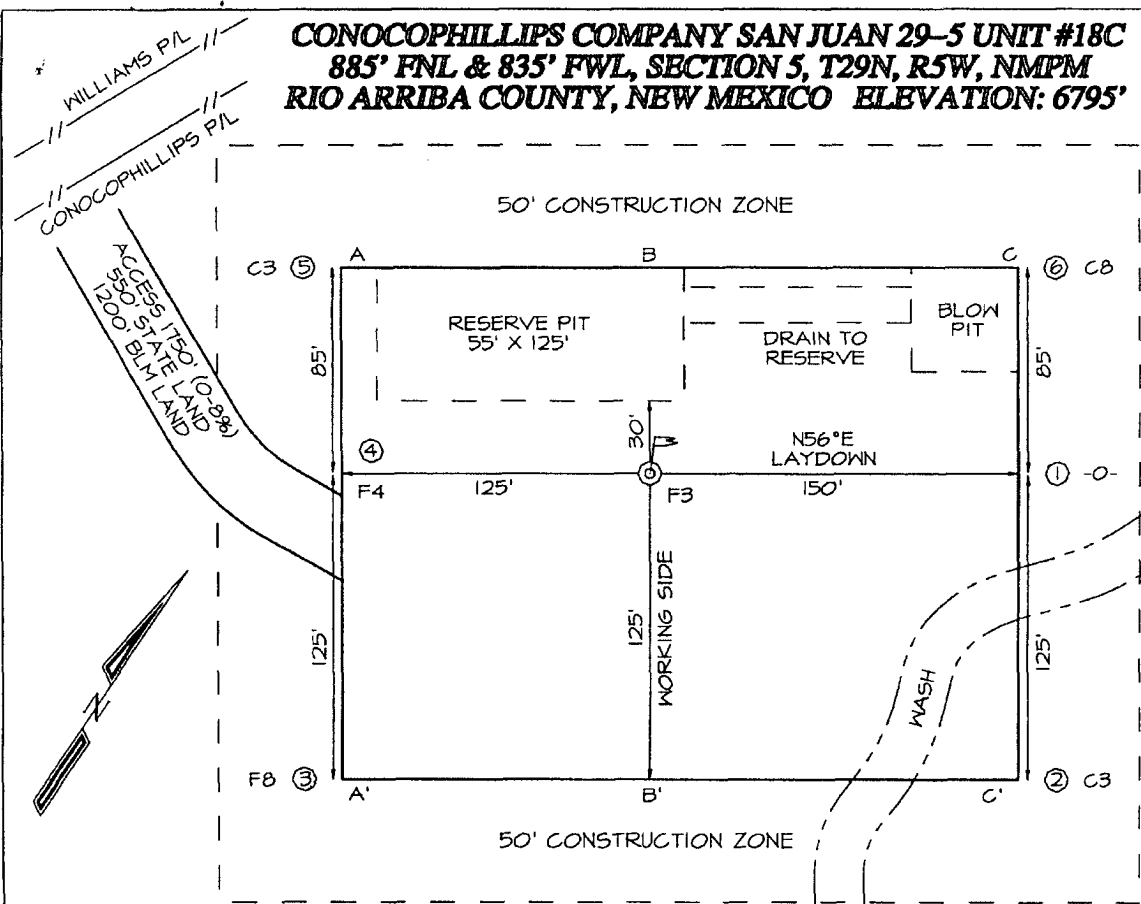 CONOCOPHILLIPS COMPANY SAN JUAN 29–5 UNIT #18C
885' FNL & 835' FWL, SECTION 5, T29N, R5W, NMPM
RIO ARRIBA COUNTY, NEW MEXICO ELEVATION: 6795'
WILLIAMS P/L
CONOCOPHILLIPS P/L
ACCESS 1750' (0-8%)
550' STATE LAND
1200' BLM LAND
50' CONSTRUCTION ZONE
C3 ⑤
A
B
C
⑥ C8
RESERVE PIT
55' X 125'
DRAIN TO
RESERVE
BLOW
PIT
85'
85'
30'
N56°E
LAYDOWN
④
F4
125'
F3
150'
① -0-
125'
125'
WORKING SIDE
125'
WASH
N
F8 ③
A'
B'
C'
② C3
50' CONSTRUCTION ZONE